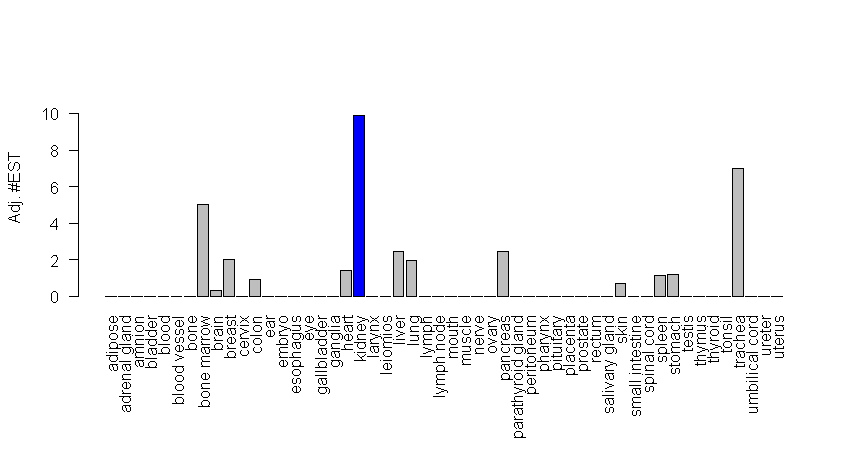 Adj. #EST
10
8
6
4
2
0
adipose
adrenal gland
amnion
bladder
blood
blood vessel
bone
bone marrow
brain
breast
cervix
colon
ear
embryo
esophagus
eye
gallbladder
ganglia
heart
kidney
larynx
leiomios
liver
lung
lymph
lymph node
mouth
muscle
nerve
ovary
pancreas
parathyroid gland
peritoneum
pharynx
pituitary
placenta
prostate
rectum
salivary gland
skin
small intestine
spinal cord
spleen
stomach
testis
thymus
thyroid
tonsil
trachea
umbilical cord
ureter
uterus